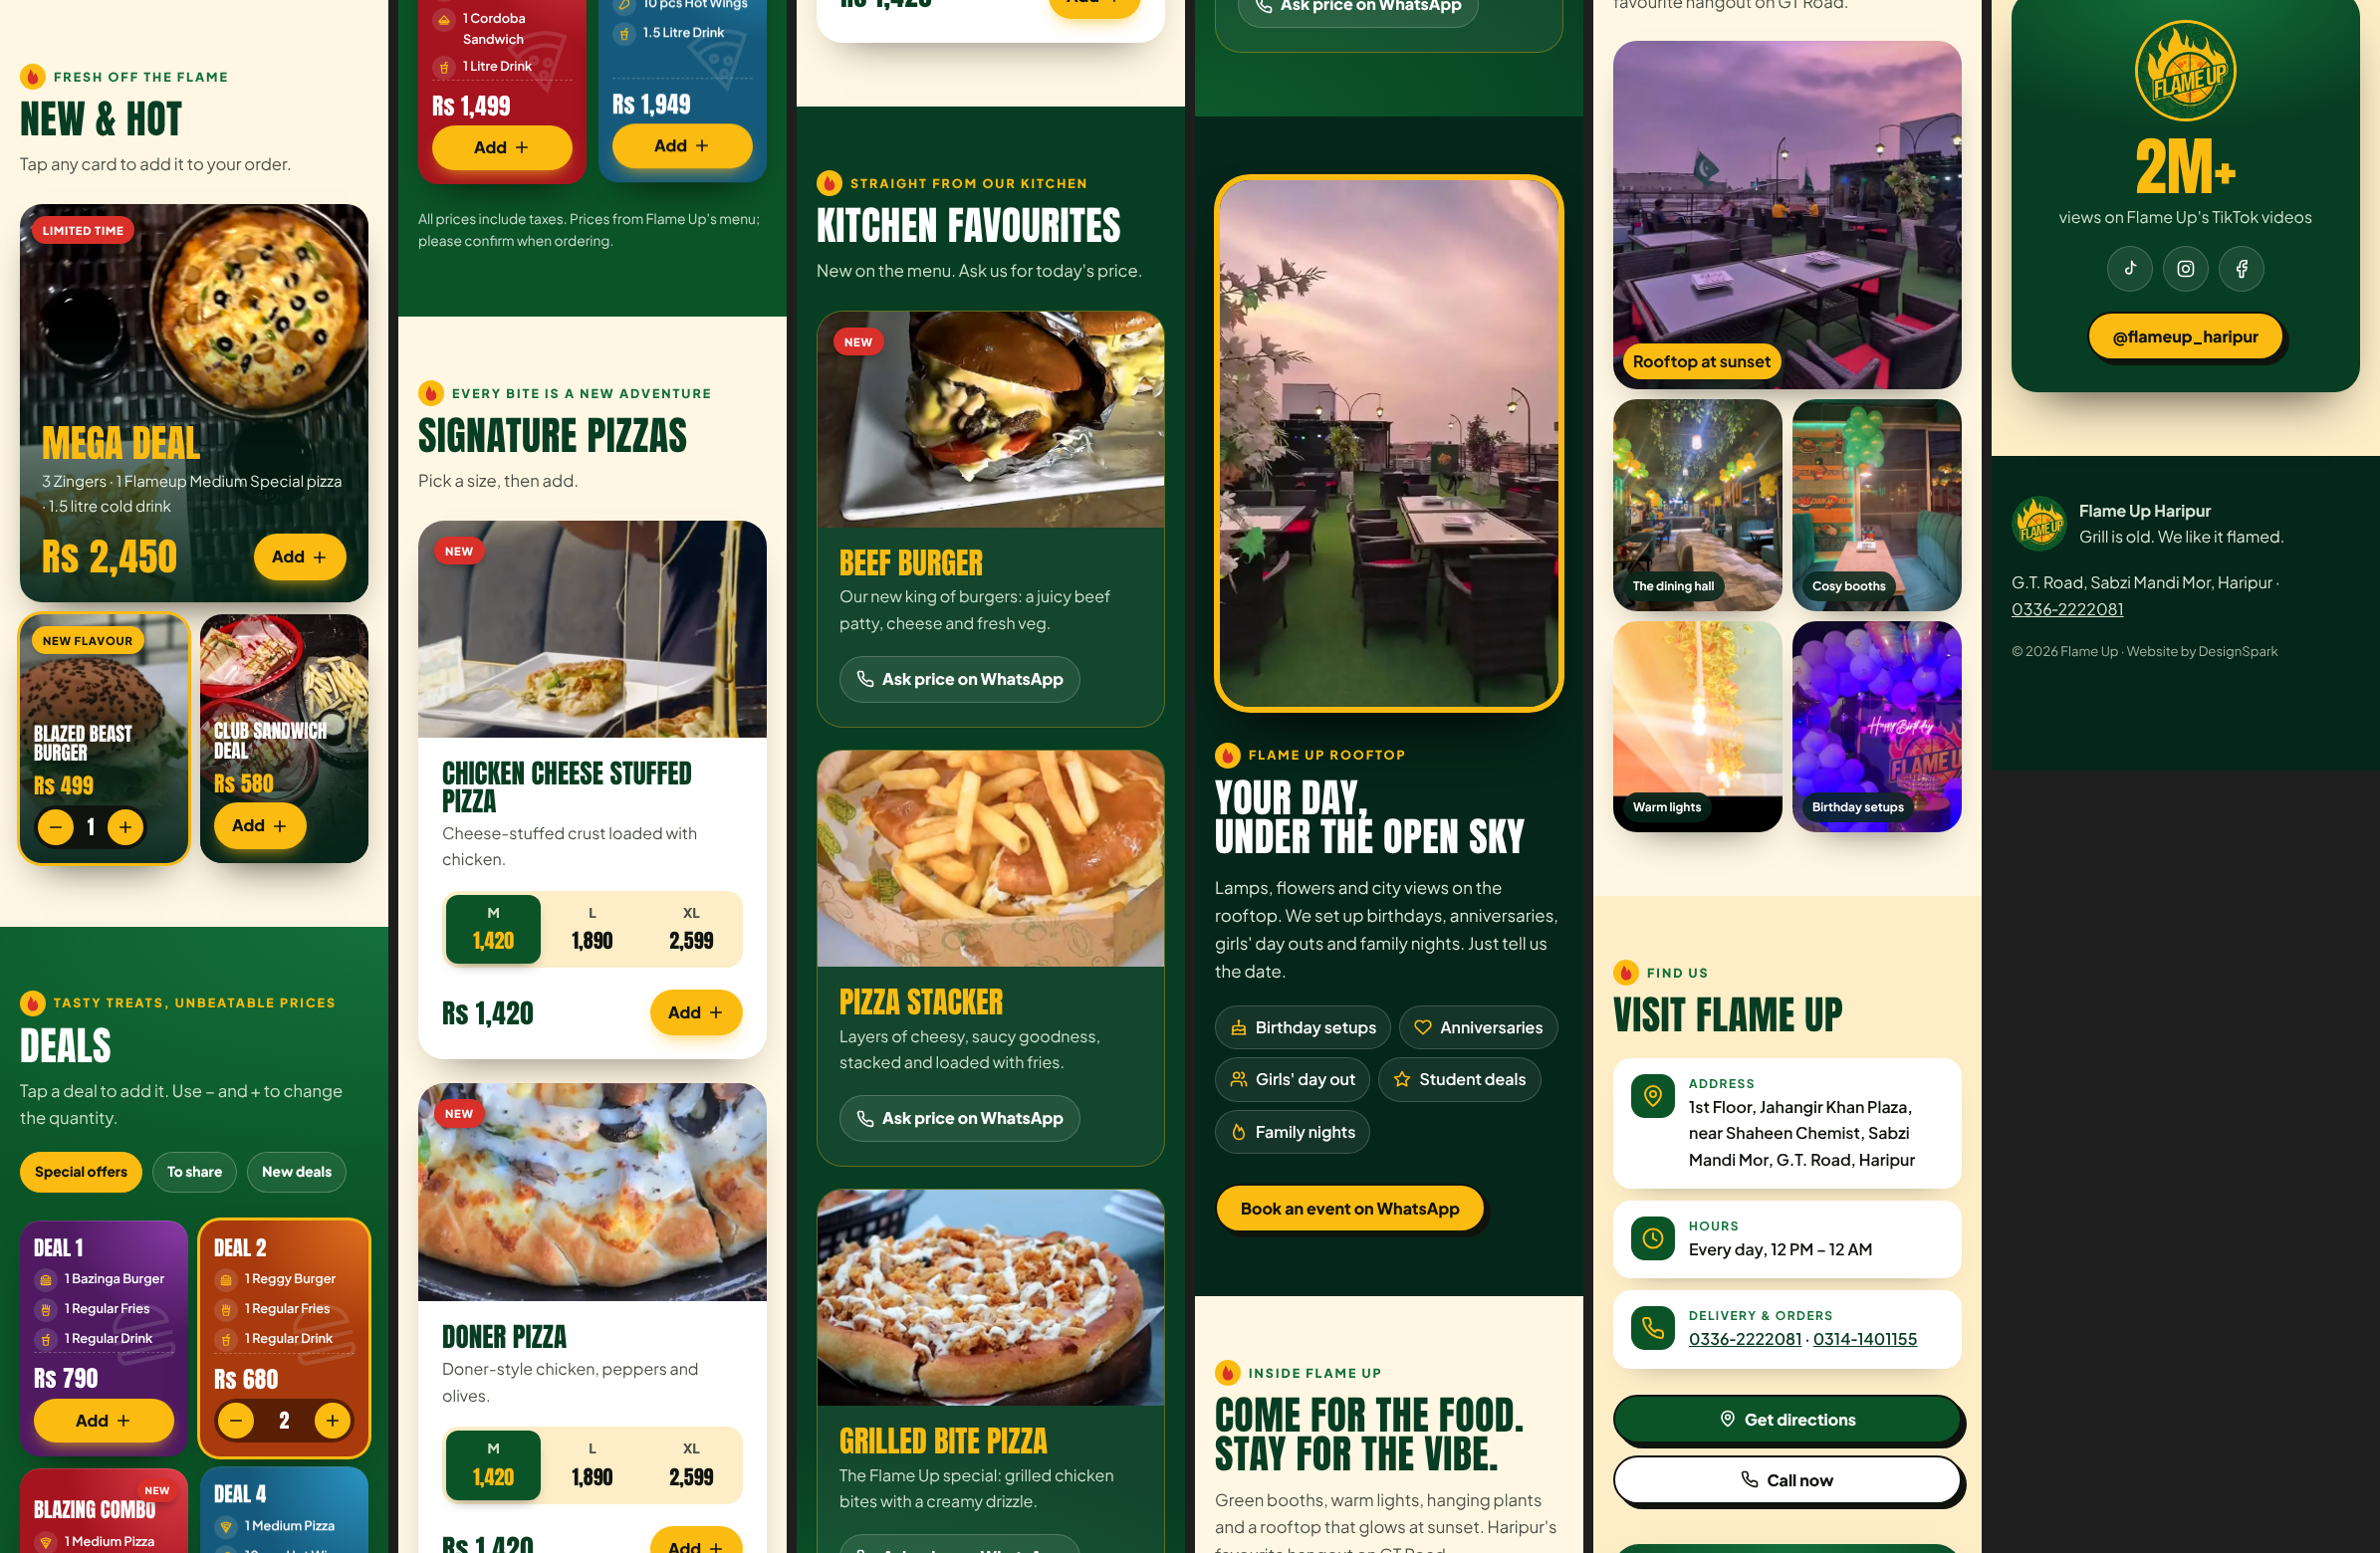 FRESH OFF THE FLAME
NEW & HOT
Tap any card to add it to your order.
LIMITED TIME
MEGA DEAL
3 Zingers · 1 Flameup Medium Special pizza
· 1.5 litre cold drink
Rs 2,450
Add +
NEW FLAVOUR
BLAZED BEAST
BURGER
Rs 499
− 1 +
CLUB SANDWICH
DEAL
Rs 580
Add +
TASTY TREATS, UNBEATABLE PRICES
DEALS
Tap a deal to add it. Use – and + to change
the quantity.
Special offers
To share
New deals
DEAL 1
1 Bazinga Burger
1 Regular Fries
1 Regular Drink
Rs 790
Add +
DEAL 2
1 Reggy Burger
1 Regular Fries
1 Regular Drink
Rs 680
− 2 +
NEW
BLAZING COMBO
1 Medium Pizza
DEAL 4
1 Medium Pizza
1 Cordoba
Sandwich
1 Litre Drink
Rs 1,499
Add +
10 pcs Hot Wings
1.5 Litre Drink
Rs 1,949
Add +
All prices include taxes. Prices from Flame Up's menu;
please confirm when ordering.
EVERY BITE IS A NEW ADVENTURE
SIGNATURE PIZZAS
Pick a size, then add.
NEW
CHICKEN CHEESE STUFFED
PIZZA
Cheese-stuffed crust loaded with
chicken.
M L XL
1,420 1,890 2,599
Rs 1,420
Add +
NEW
DONER PIZZA
Doner-style chicken, peppers and
olives.
M L XL
1,420 1,890 2,599
Rs 1,420
Add +
Rs 1,420
Add +
STRAIGHT FROM OUR KITCHEN
KITCHEN FAVOURITES
New on the menu. Ask us for today's price.
NEW
BEEF BURGER
Our new king of burgers: a juicy beef
patty, cheese and fresh veg.
Ask price on WhatsApp
PIZZA STACKER
Layers of cheesy, saucy goodness,
stacked and loaded with fries.
Ask price on WhatsApp
GRILLED BITE PIZZA
The Flame Up special: grilled chicken
bites with a creamy drizzle.
Ask price on WhatsApp
FLAME UP ROOFTOP
YOUR DAY,
UNDER THE OPEN SKY
Lamps, flowers and city views on the
rooftop. We set up birthdays, anniversaries,
girls' day outs and family nights. Just tell us
the date.
Birthday setups
Anniversaries
Girls' day out
Student deals
Family nights
Book an event on WhatsApp
INSIDE FLAME UP
COME FOR THE FOOD.
STAY FOR THE VIBE.
Green booths, warm lights, hanging plants
and a rooftop that glows at sunset. Haripur's
favourite hangout on GT Road.
Rooftop at sunset
The dining hall
Cosy booths
Warm lights
Happy Birthday
FLAME UP
Birthday setups
FIND US
VISIT FLAME UP
ADDRESS
1st Floor, Jahangir Khan Plaza,
near Shaheen Chemist, Sabzi
Mandi Mor, G.T. Road, Haripur
HOURS
Every day, 12 PM – 12 AM
DELIVERY & ORDERS
0336-2222081 · 0314-1401155
Get directions
Call now
FLAME UP
2M+
views on Flame Up's TikTok videos
@flameup_haripur
FLAME UP
Flame Up Haripur
Grill is old. We like it flamed.
G.T. Road, Sabzi Mandi Mor, Haripur ·
0336-2222081
© 2026 Flame Up · Website by DesignSpark